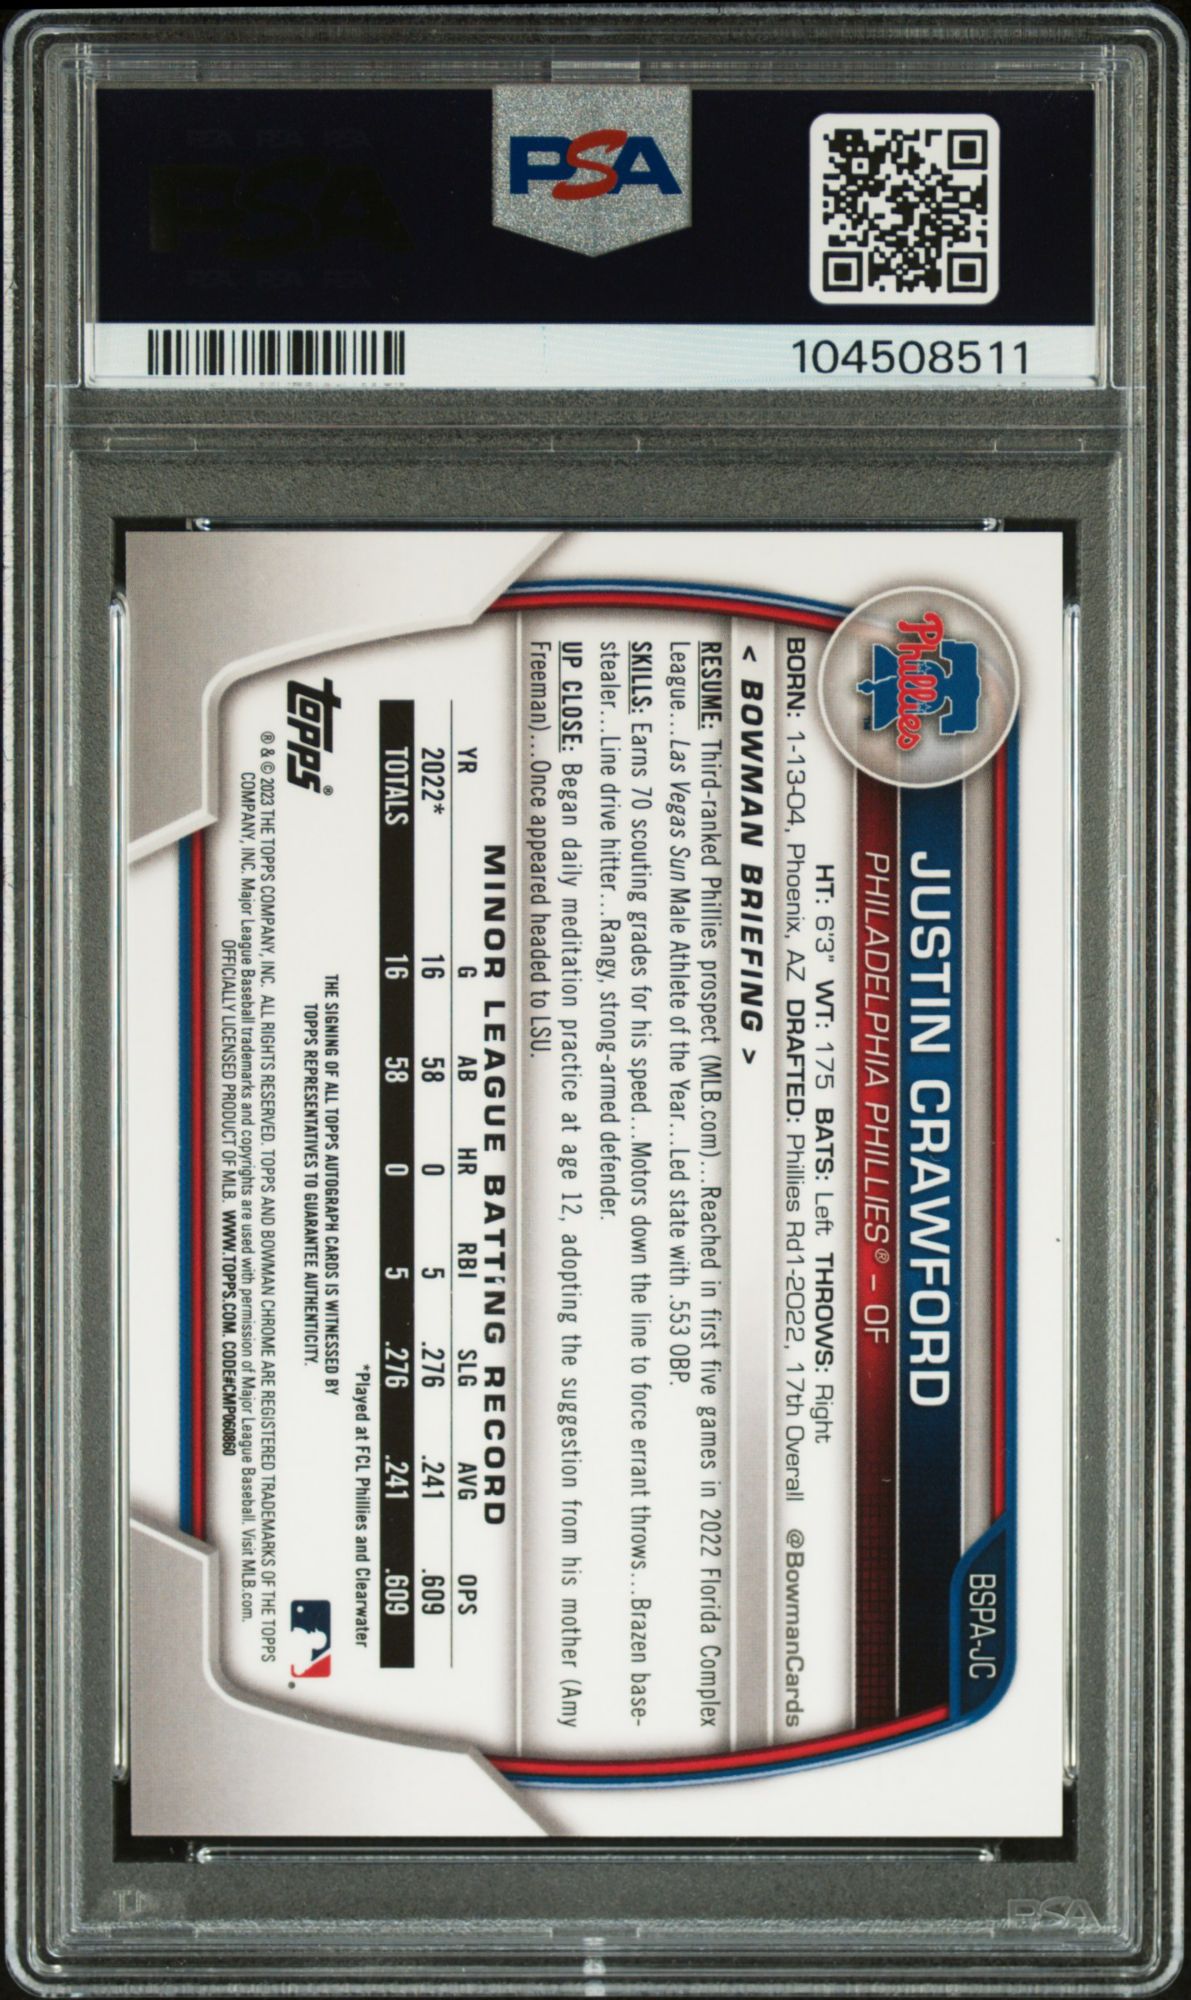 PSA PSA PSA
PSA
PSA PSA PSA
PSA
104508511
BSPA-JC
Phillies
JUSTIN CRAWFORD
PHILADELPHIA PHILLIES® – OF
HT: 6'3" WT: 175 BATS: Left THROWS: Right
BORN: 1-13-04, Phoenix, AZ DRAFTED: Phillies Rd1-2022, 17th Overall @BowmanCards
< BOWMAN BRIEFING >
RESUME: Third-ranked Phillies prospect (MLB.com)...Reached in first five games in 2022 Florida Complex
League...Las Vegas Sun Male Athlete of the Year...Led state with .553 OBP.
SKILLS: Earns 70 scouting grades for his speed...Motors down the line to force errant throws...Brazen base-
stealer...Line drive hitter...Rangy, strong-armed defender.
UP CLOSE: Began daily meditation practice at age 12, adopting the suggestion from his mother (Amy
Freeman)...Once appeared headed to LSU.
MINOR LEAGUE BATTING RECORD
YR G AB HR RBI SLG AVG OPS
2022* 16 58 0 5 .276 .241 .609
TOTALS 16 58 0 5 .276 .241 .609
*Played at FCL Phillies and Clearwater
topps®
THE SIGNING OF ALL TOPPS AUTOGRAPH CARDS IS WITNESSED BY
TOPPS REPRESENTATIVES TO GUARANTEE AUTHENTICITY.
® & © 2023 THE TOPPS COMPANY, INC. ALL RIGHTS RESERVED. TOPPS AND BOWMAN CHROME ARE REGISTERED TRADEMARKS OF THE TOPPS
COMPANY, INC. Major League Baseball trademarks and copyrights are used with permission of Major League Baseball. Visit MLB.com.
OFFICIALLY LICENSED PRODUCT OF MLB. WWW.TOPPS.COM. CODE#CMP060860
PSA